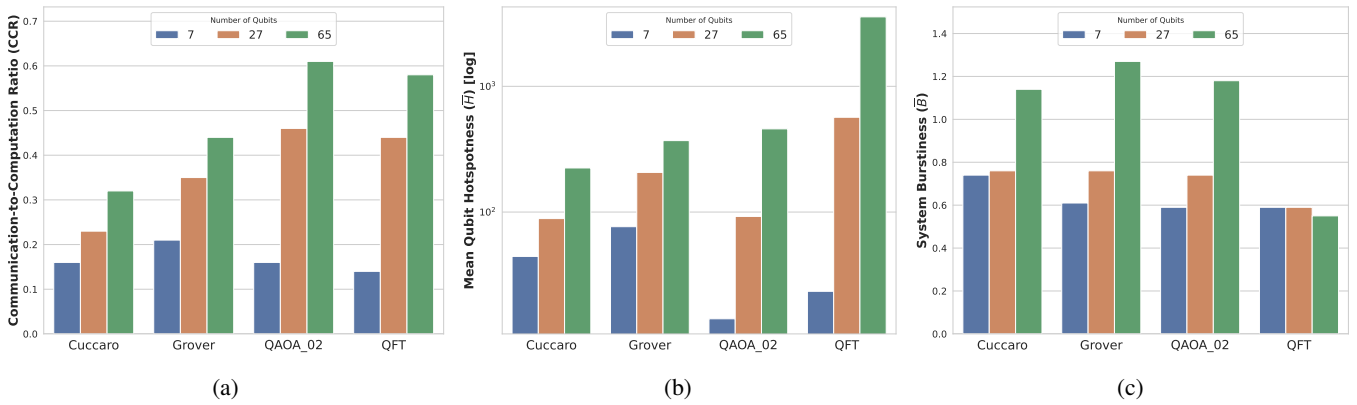 Communication-to-Computation Ratio (CCR)
0.7
0.6
0.5
0.4
0.3
0.2
0.1
0.0
Number of Qubits
7 27 65
Cuccaro Grover QAOA_02 QFT
(a)
Mean Qubit Hotspotness (H̅) [log]
10³
10²
Number of Qubits
7 27 65
Cuccaro Grover QAOA_02 QFT
(b)
System Burstiness (B̅)
1.4
1.2
1.0
0.8
0.6
0.4
0.2
0.0
Number of Qubits
7 27 65
Cuccaro Grover QAOA_02 QFT
(c)